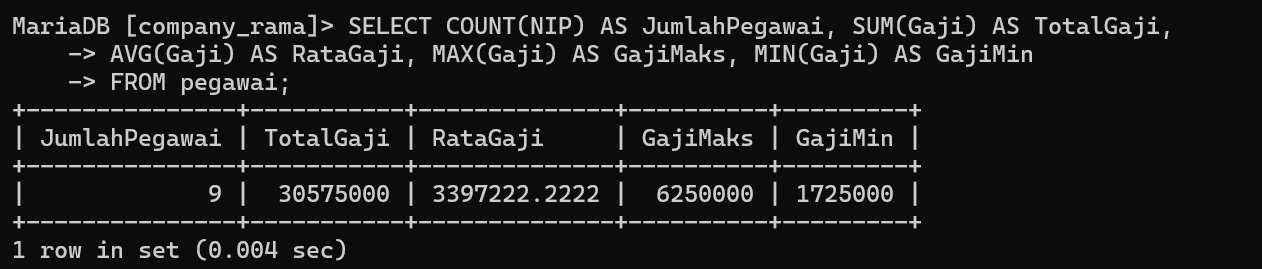 MariaDB [company_rama]> SELECT COUNT(NIP) AS JumlahPegawai, SUM(Gaji) AS TotalGaji,
    -> AVG(Gaji) AS RataGaji, MAX(Gaji) AS GajiMaks, MIN(Gaji) AS GajiMin
    -> FROM pegawai;
+---------------+-----------+--------------+----------+---------+
| JumlahPegawai | TotalGaji | RataGaji     | GajiMaks | GajiMin |
+---------------+-----------+--------------+----------+---------+
|             9 |  30575000 | 3397222.2222 |  6250000 | 1725000 |
+---------------+-----------+--------------+----------+---------+
1 row in set (0.004 sec)